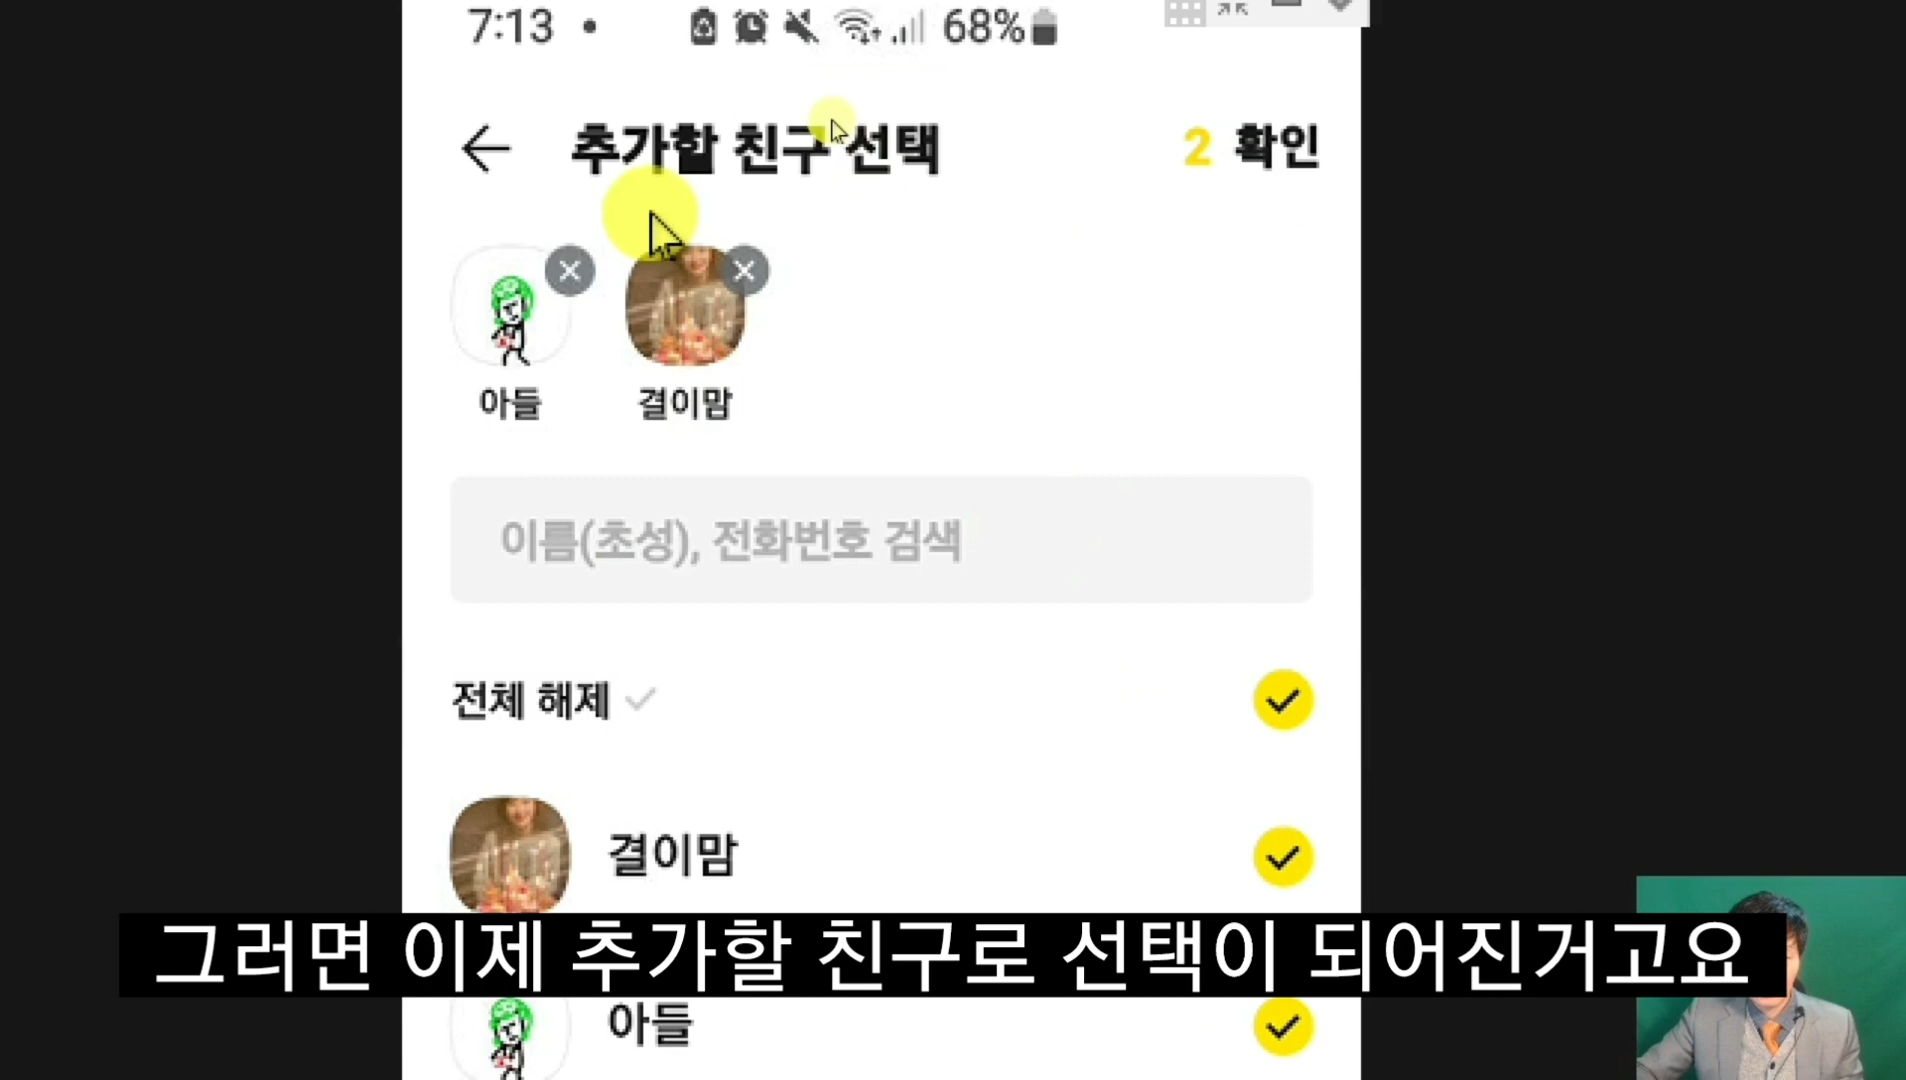 7:13 68%
추가할 친구 선택 2 확인
아들 결이맘
이름(초성), 전화번호 검색
전체 해제
결이맘
그러면 이제 추가할 친구로 선택이 되어진거고요
아들